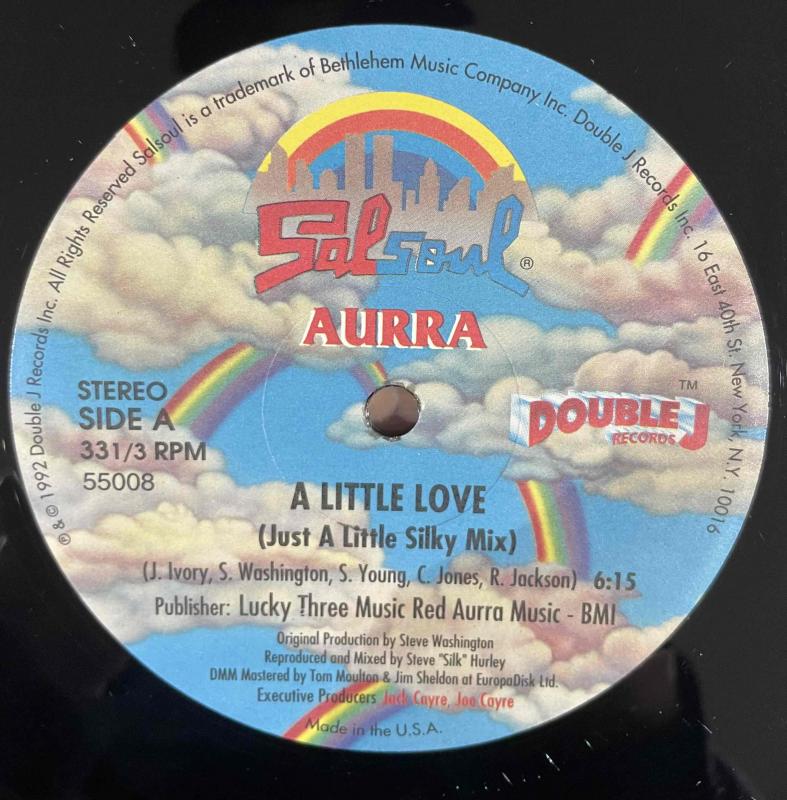 ℗ & © 1992 Double J Records Inc. All Rights Reserved Salsoul is a trademark of Bethlehem Music Company Inc. Double J Records Inc. 16 East 40th St. New York, N.Y. 10016
Salsoul ®
AURRA
STEREO
SIDE A
33 1/3 RPM
55008
DOUBLE J TM
RECORDS
A LITTLE LOVE
(Just A Little Silky Mix)
(J. Ivory, S. Washington, S. Young, C. Jones, R. Jackson) 6:15
Publisher: Lucky Three Music Red Aurra Music - BMI
Original Production by Steve Washington
Reproduced and Mixed by Steve "Silk" Hurley
DMM Mastered by Tom Moulton & Jim Sheldon at EuropaDisk Ltd.
Executive Producers Jack Cayre, Joe Cayre
Made in the U.S.A.